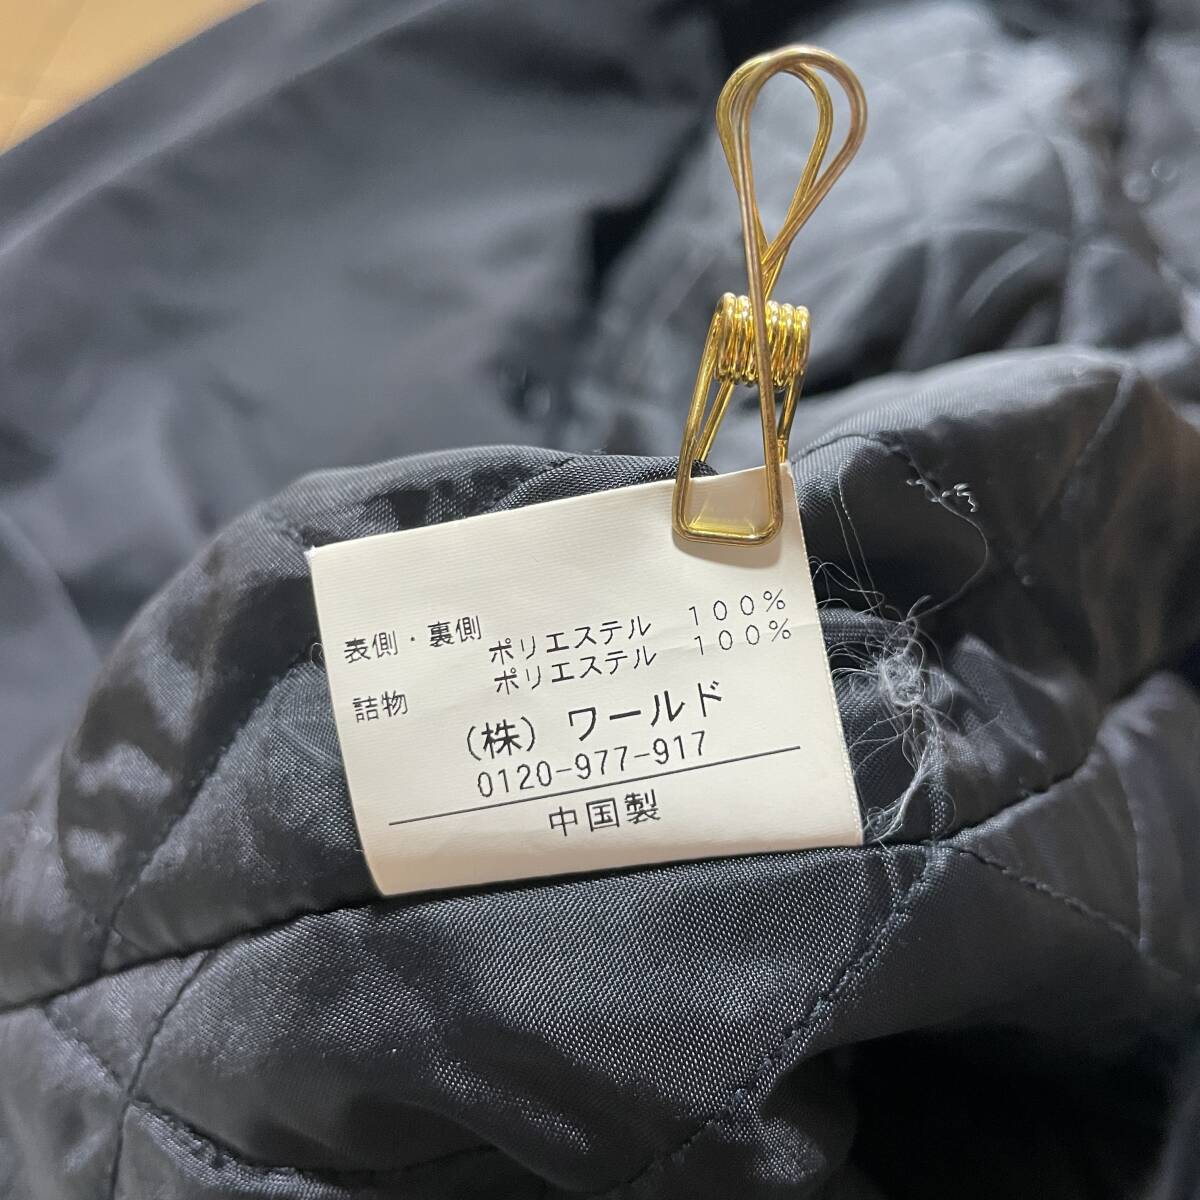 表側・裏側 ポリエステル 100%
詰物 ポリエステル 100%
(株) ワールド
0120-977-917
中国製